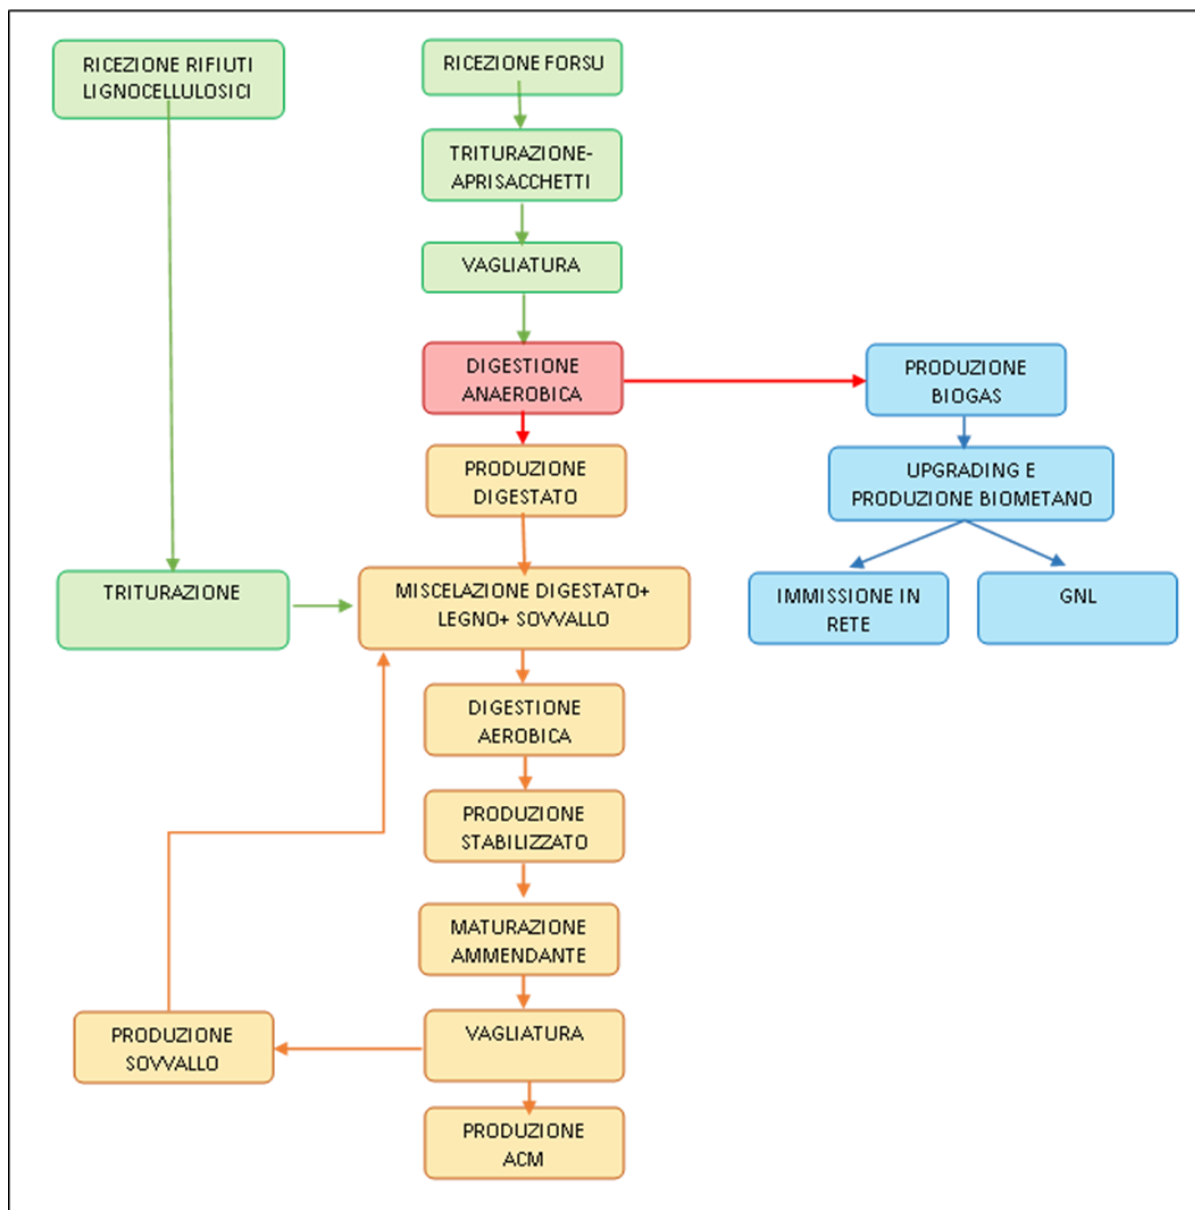 RICEZIONE RIFIUTI
LIGNOCELLULOSICI
RICEZIONE FORSU
TRITURAZIONE-
APRISACCHETTI
VAGLIATURA
DIGESTIONE
ANAEROBICA
PRODUZIONE
BIOGAS
PRODUZIONE
DIGESTATO
UPGRADING E
PRODUZIONE BIOMETANO
TRITURAZIONE
MISCELAZIONE DIGESTATO+
LEGNO+ SOVVALLO
IMMISSIONE IN
RETE
GNL
DIGESTIONE
AEROBICA
PRODUZIONE
STABILIZZATO
MATURAZIONE
AMMENDANTE
PRODUZIONE
SOVVALLO
VAGLIATURA
PRODUZIONE
ACM